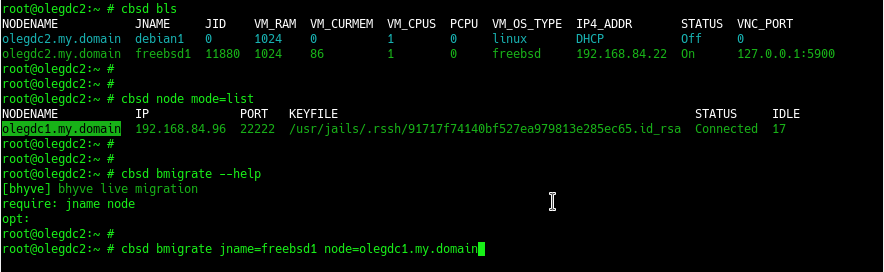 root@olegdc2:~ # cbsd bls
NODENAME JNAME JID VM_RAM VM_CURMEM VM_CPUS PCPU VM_OS_TYPE IP4_ADDR STATUS VNC_PORT
olegdc2.my.domain debian1 0 1024 0 1 0 linux DHCP Off 0
olegdc2.my.domain freebsd1 11880 1024 86 1 0 freebsd 192.168.84.22 On 127.0.0.1:5900
root@olegdc2:~ #
root@olegdc2:~ #
root@olegdc2:~ # cbsd node mode=list
NODENAME IP PORT KEYFILE STATUS IDLE
olegdc1.my.domain 192.168.84.96 22222 /usr/jails/.rssh/91717f74140bf527ea979813e285ec65.id_rsa Connected 17
root@olegdc2:~ #
root@olegdc2:~ #
root@olegdc2:~ # cbsd bmigrate --help
[bhyve] bhyve live migration
require: jname node
opt:
root@olegdc2:~ #
root@olegdc2:~ # cbsd bmigrate jname=freebsd1 node=olegdc1.my.domain